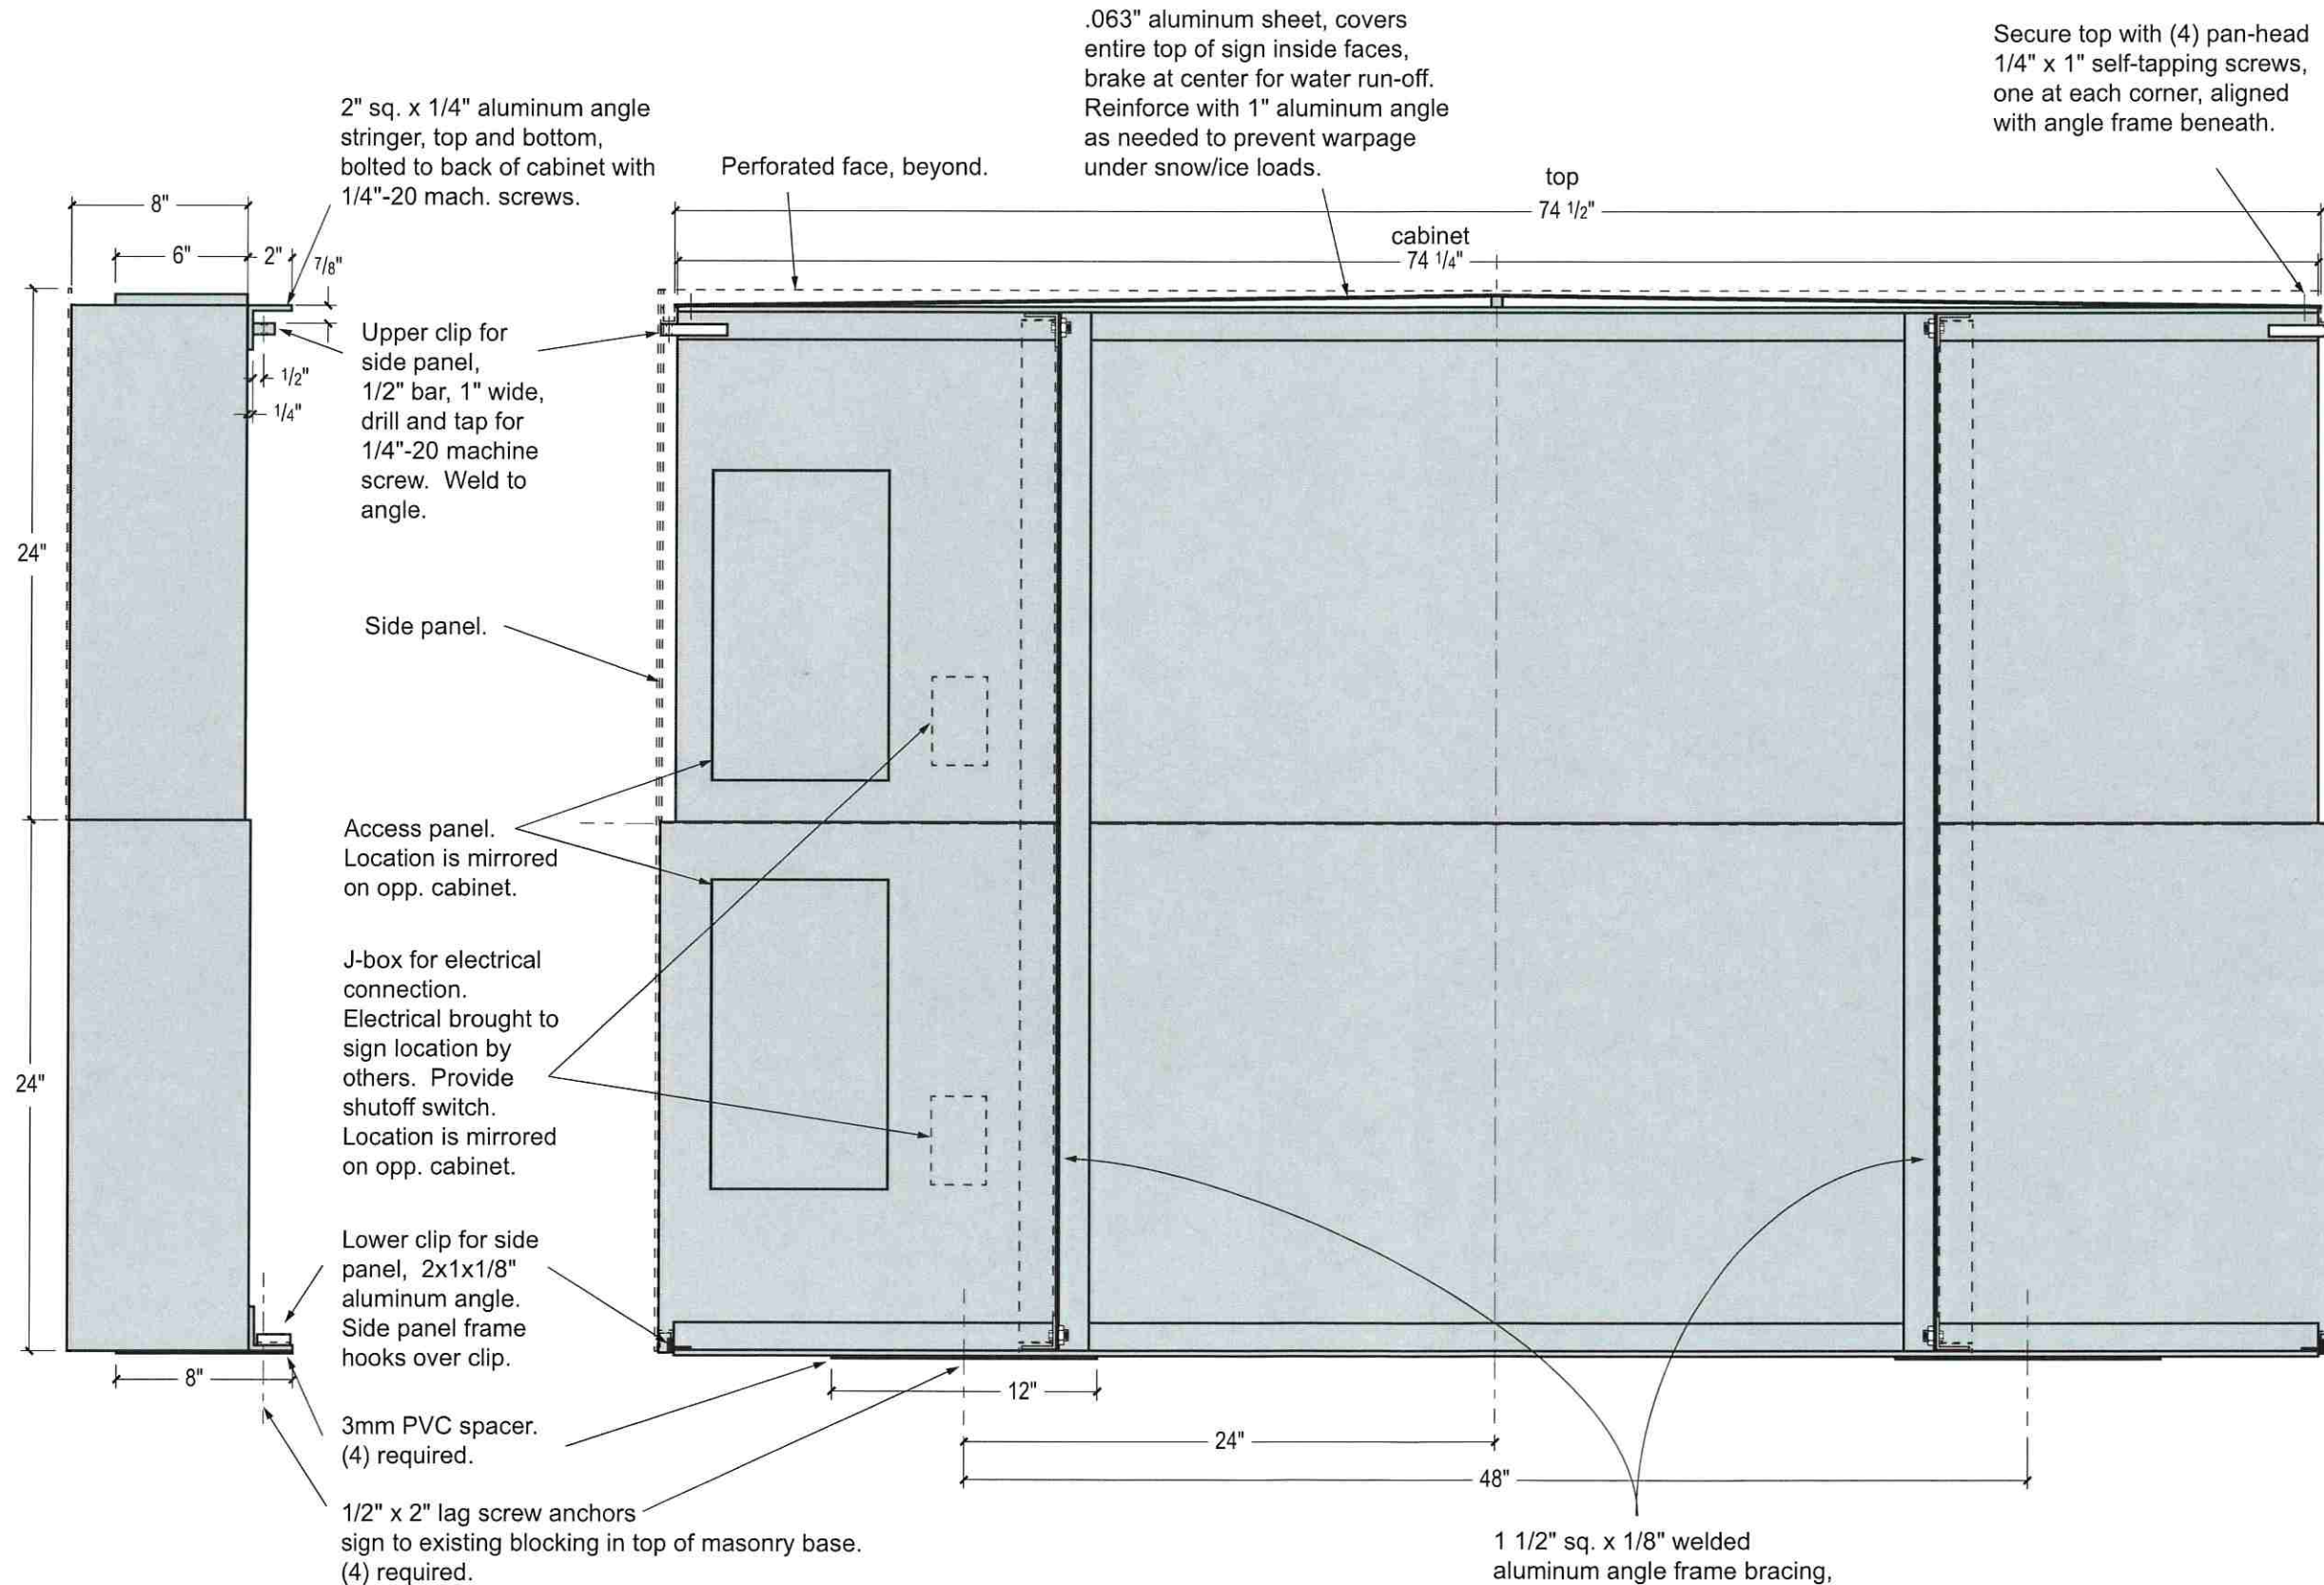 .063" aluminum sheet, covers
entire top of sign inside faces,
brake at center for water run-off.
Reinforce with 1" aluminum angle
as needed to prevent warpage
under snow/ice loads.
Secure top with (4) pan-head
1/4" x 1" self-tapping screws,
one at each corner, aligned
with angle frame beneath.
2" sq. x 1/4" aluminum angle
stringer, top and bottom,
bolted to back of cabinet with
1/4"-20 mach. screws.
Perforated face, beyond.
top
74 1/2"
cabinet
74 1/4"
8"
6"
2"
7/8"
1/2"
1/4"
Upper clip for
side panel,
1/2" bar, 1" wide,
drill and tap for
1/4"-20 machine
screw. Weld to
angle.
24"
Side panel.
Access panel.
Location is mirrored
on opp. cabinet.
J-box for electrical
connection.
Electrical brought to
sign location by
others. Provide
shutoff switch.
Location is mirrored
on opp. cabinet.
24"
Lower clip for side
panel, 2x1x1/8"
aluminum angle.
Side panel frame
hooks over clip.
8"
12"
3mm PVC spacer.
(4) required.
24"
48"
1/2" x 2" lag screw anchors
sign to existing blocking in top of masonry base.
(4) required.
1 1/2" sq. x 1/8" welded
aluminum angle frame bracing,